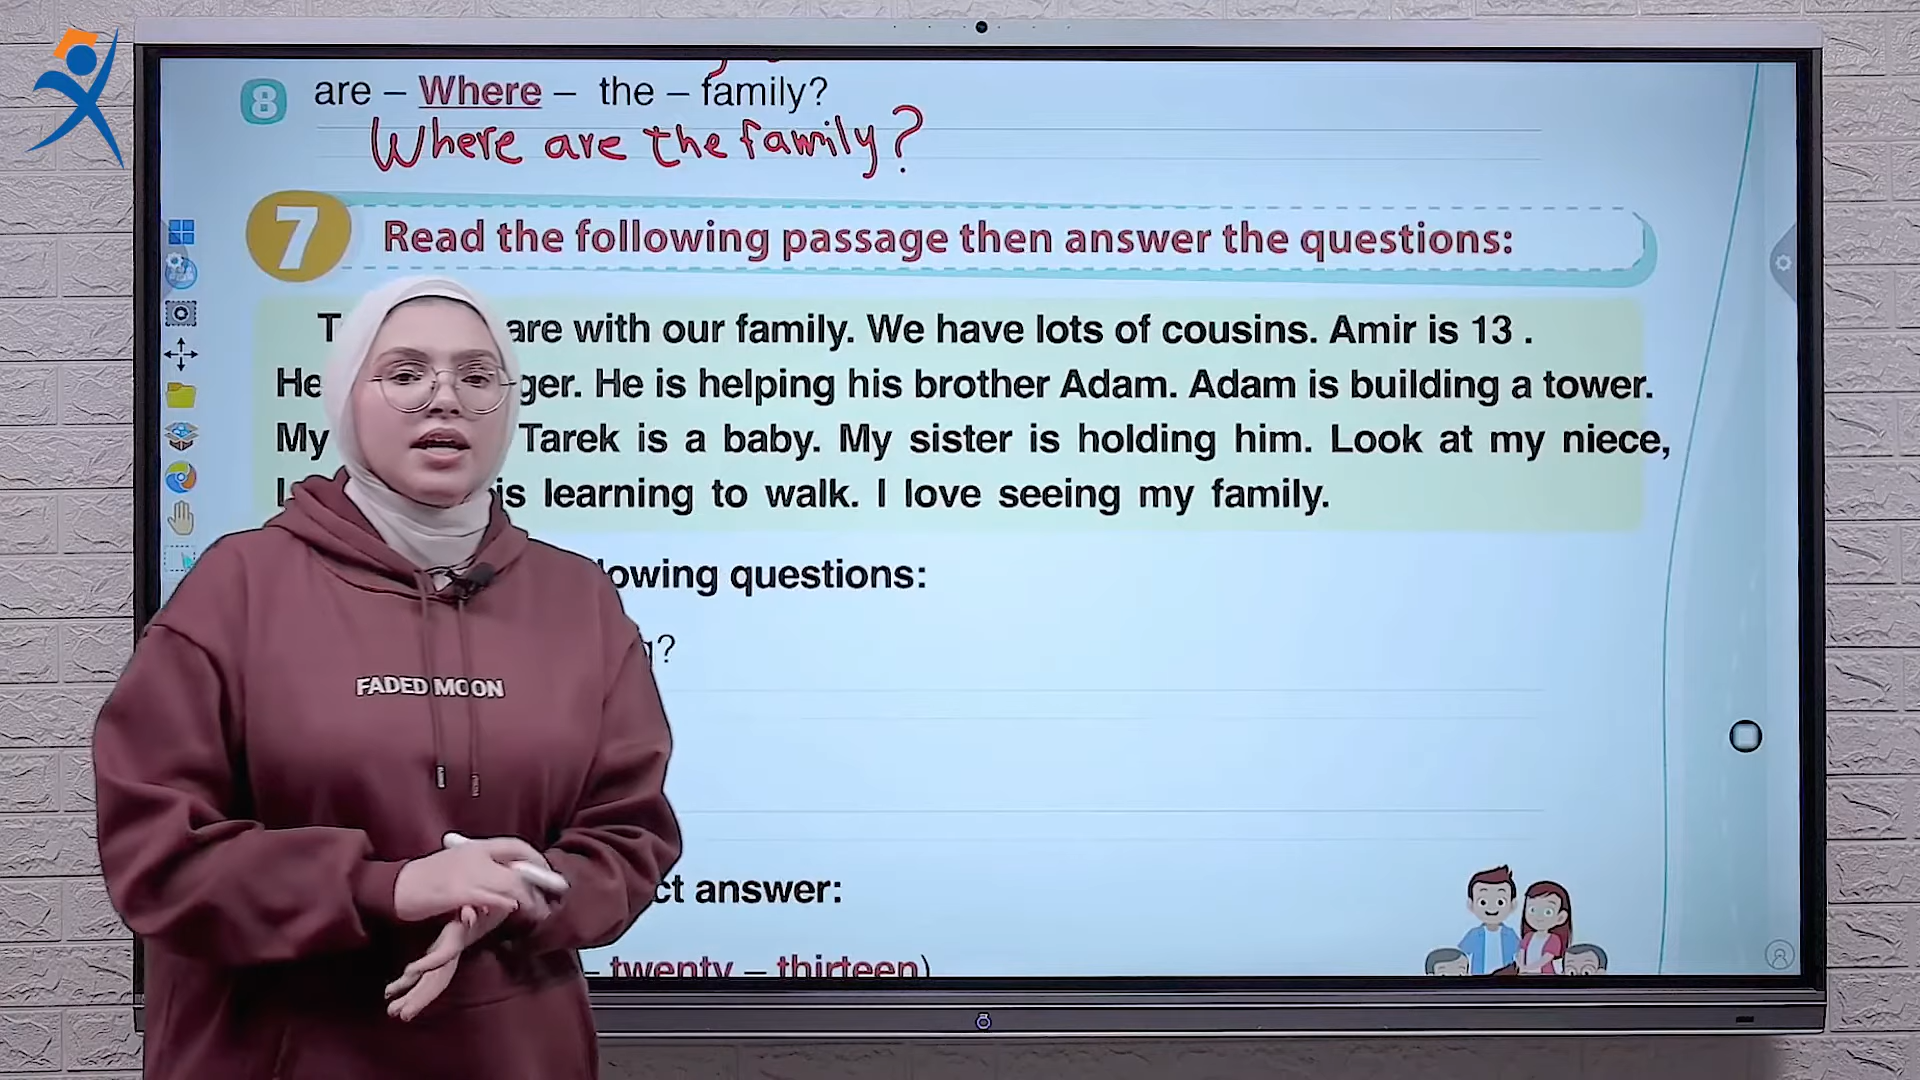 8 are – Where – the – family?
Where are the family?
7 Read the following passage then answer the questions:
are with our family. We have lots of cousins. Amir is 13 .
He ger. He is helping his brother Adam. Adam is building a tower.
My Tarek is a baby. My sister is holding him. Look at my niece,
is learning to walk. I love seeing my family.
lowing questions:
g?
ct answer:
– twenty – thirteen)
FADED MOON